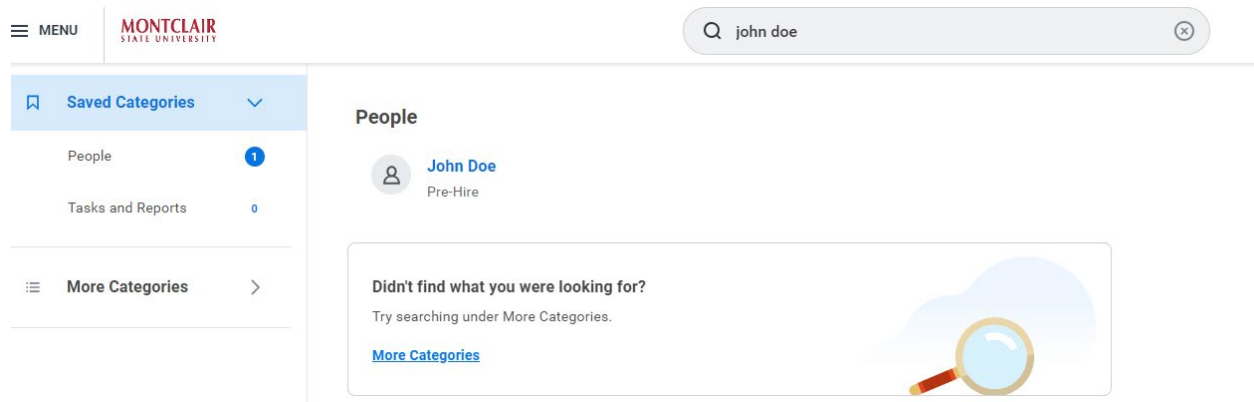 MENU
MONTCLAIR
STATE UNIVERSITY
john doe
Saved Categories
People 1
Tasks and Reports 0
More Categories
People
John Doe
Pre-Hire
Didn't find what you were looking for?
Try searching under More Categories.
More Categories